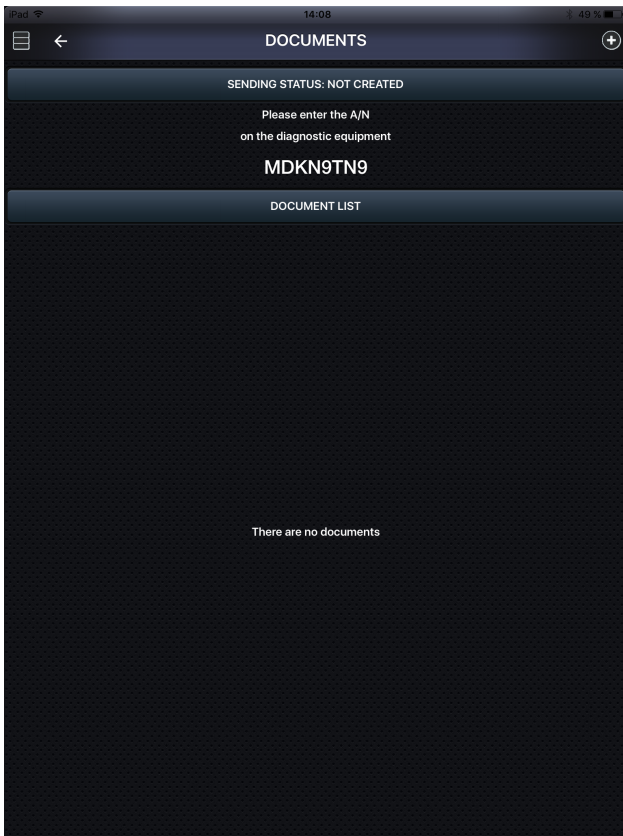 iPad 14:08 49 %
DOCUMENTS
SENDING STATUS: NOT CREATED
Please enter the A/N
on the diagnostic equipment
MDKN9TN9
DOCUMENT LIST
There are no documents